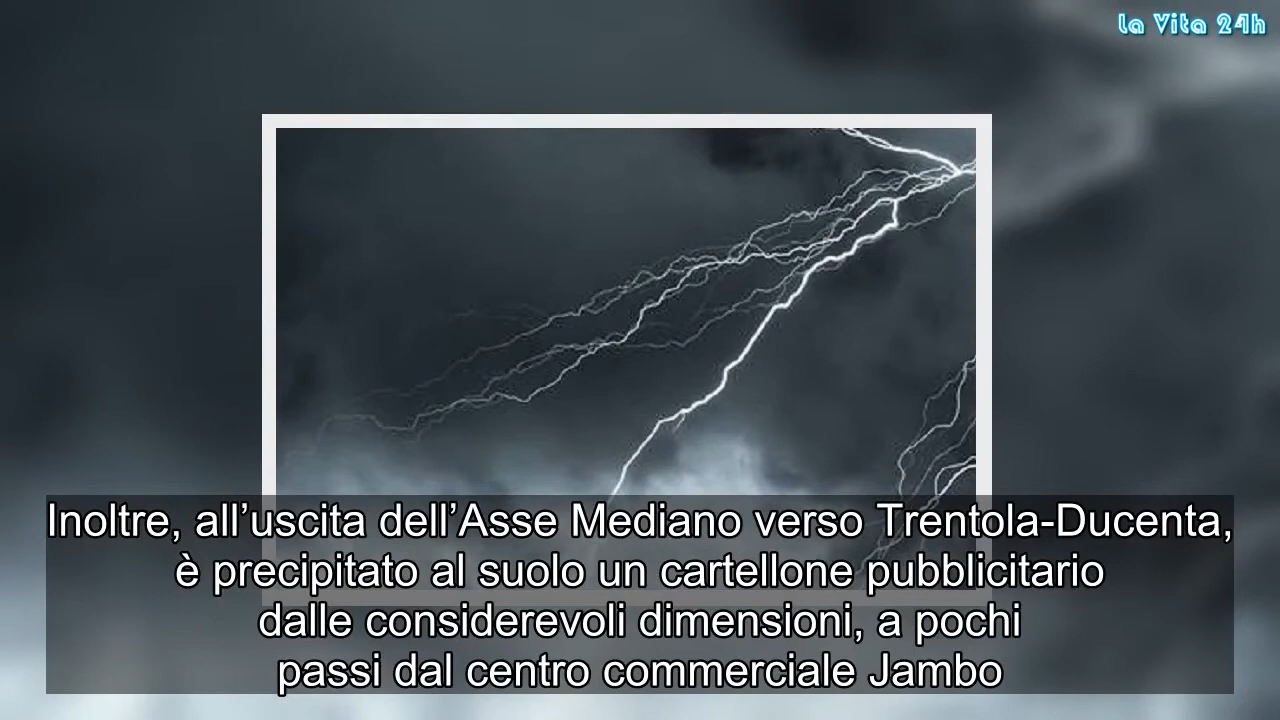 La Vita 24h
Inoltre, all’uscita dell’Asse Mediano verso Trentola-Ducenta,
è precipitato al suolo un cartellone pubblicitario
dalle considerevoli dimensioni, a pochi
passi dal centro commerciale Jambo